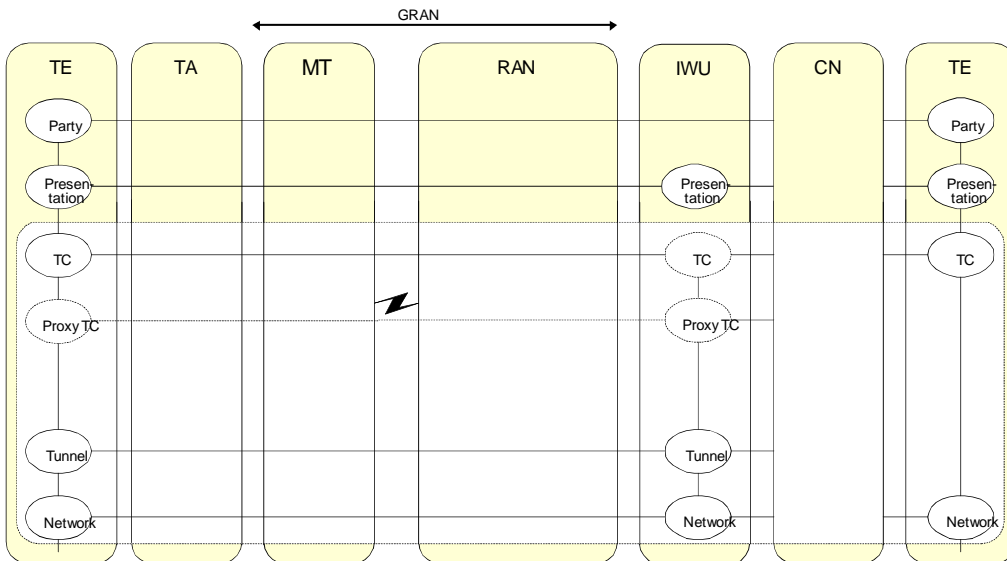 GRAN
TE TA MT RAN IWU CN TE
Party Party
Presen-
tation
Presen-
tation
Presen-
tation
TC TC TC
Proxy TC Proxy TC
Tunnel Tunnel
Network Network Network